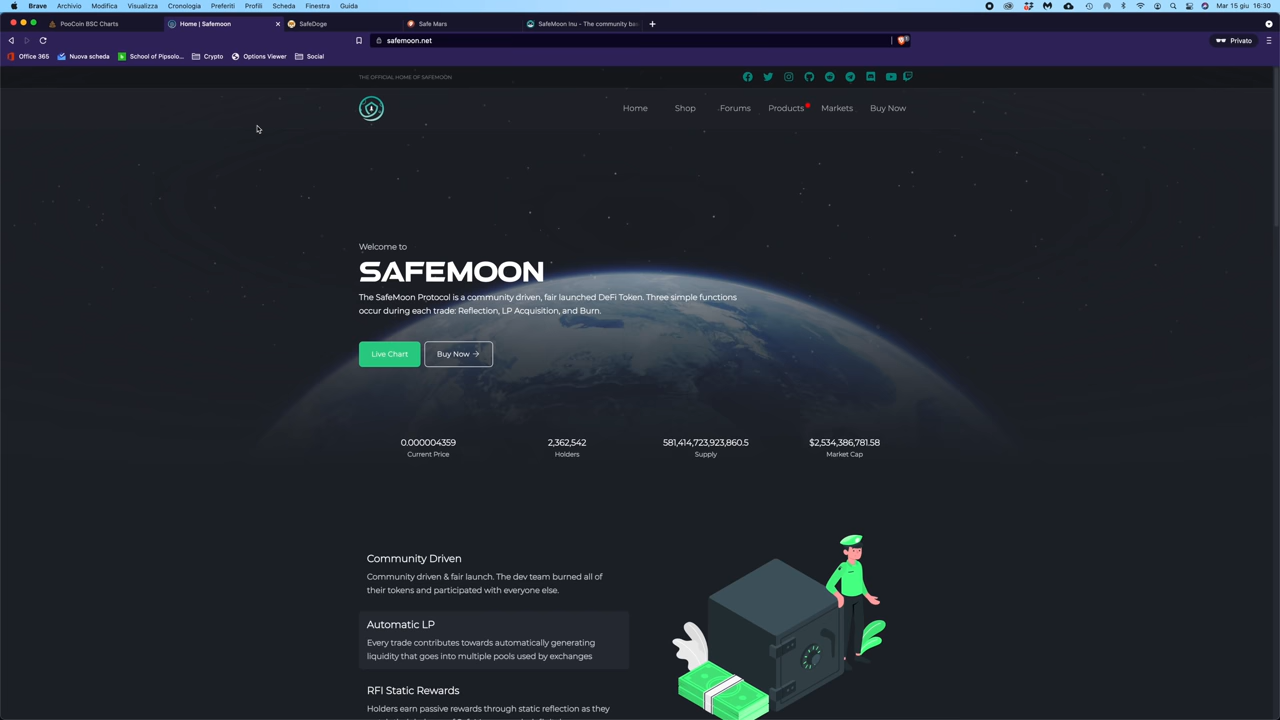 Brave Archivio Modifica Visualizza Cronologia Preferiti Profili Scheda Finestra Guida Mar 15 giu 16:30
PooCoin BSC Charts Home | Safemoon SafeDoge Safe Mars SafeMoon Inu - The community ba
safemoon.net Privato
Office 365 Nuova scheda School of Pipsolo... Crypto Options Viewer Social
THE OFFICIAL HOME OF SAFEMOON
Home Shop Forums Products Markets Buy Now
Welcome to
SAFEMOON
The SafeMoon Protocol is a community driven, fair launched DeFi Token. Three simple functions
occur during each trade: Reflection, LP Acquisition, and Burn.
Live Chart Buy Now
0.000004359 2,362,542 581,414,723,923,860.5 $2,534,386,781.58
Current Price Holders Supply Market Cap
Community Driven
Community driven & fair launch. The dev team burned all of
their tokens and participated with everyone else.
Automatic LP
Every trade contributes towards automatically generating
liquidity that goes into multiple pools used by exchanges
RFI Static Rewards
Holders earn passive rewards through static reflection as they